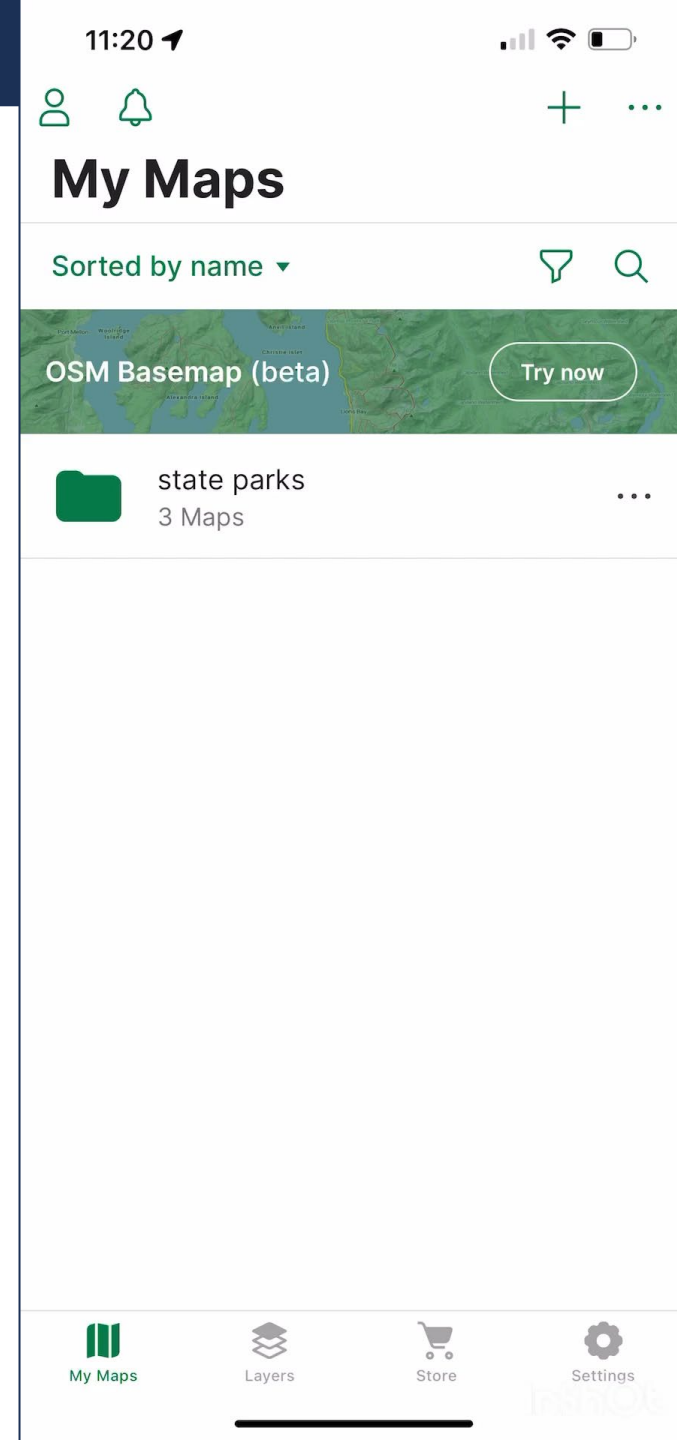 11:20
My Maps
Sorted by name
OSM Basemap (beta)
Try now
state parks
3 Maps
My Maps
Layers
Store
Settings